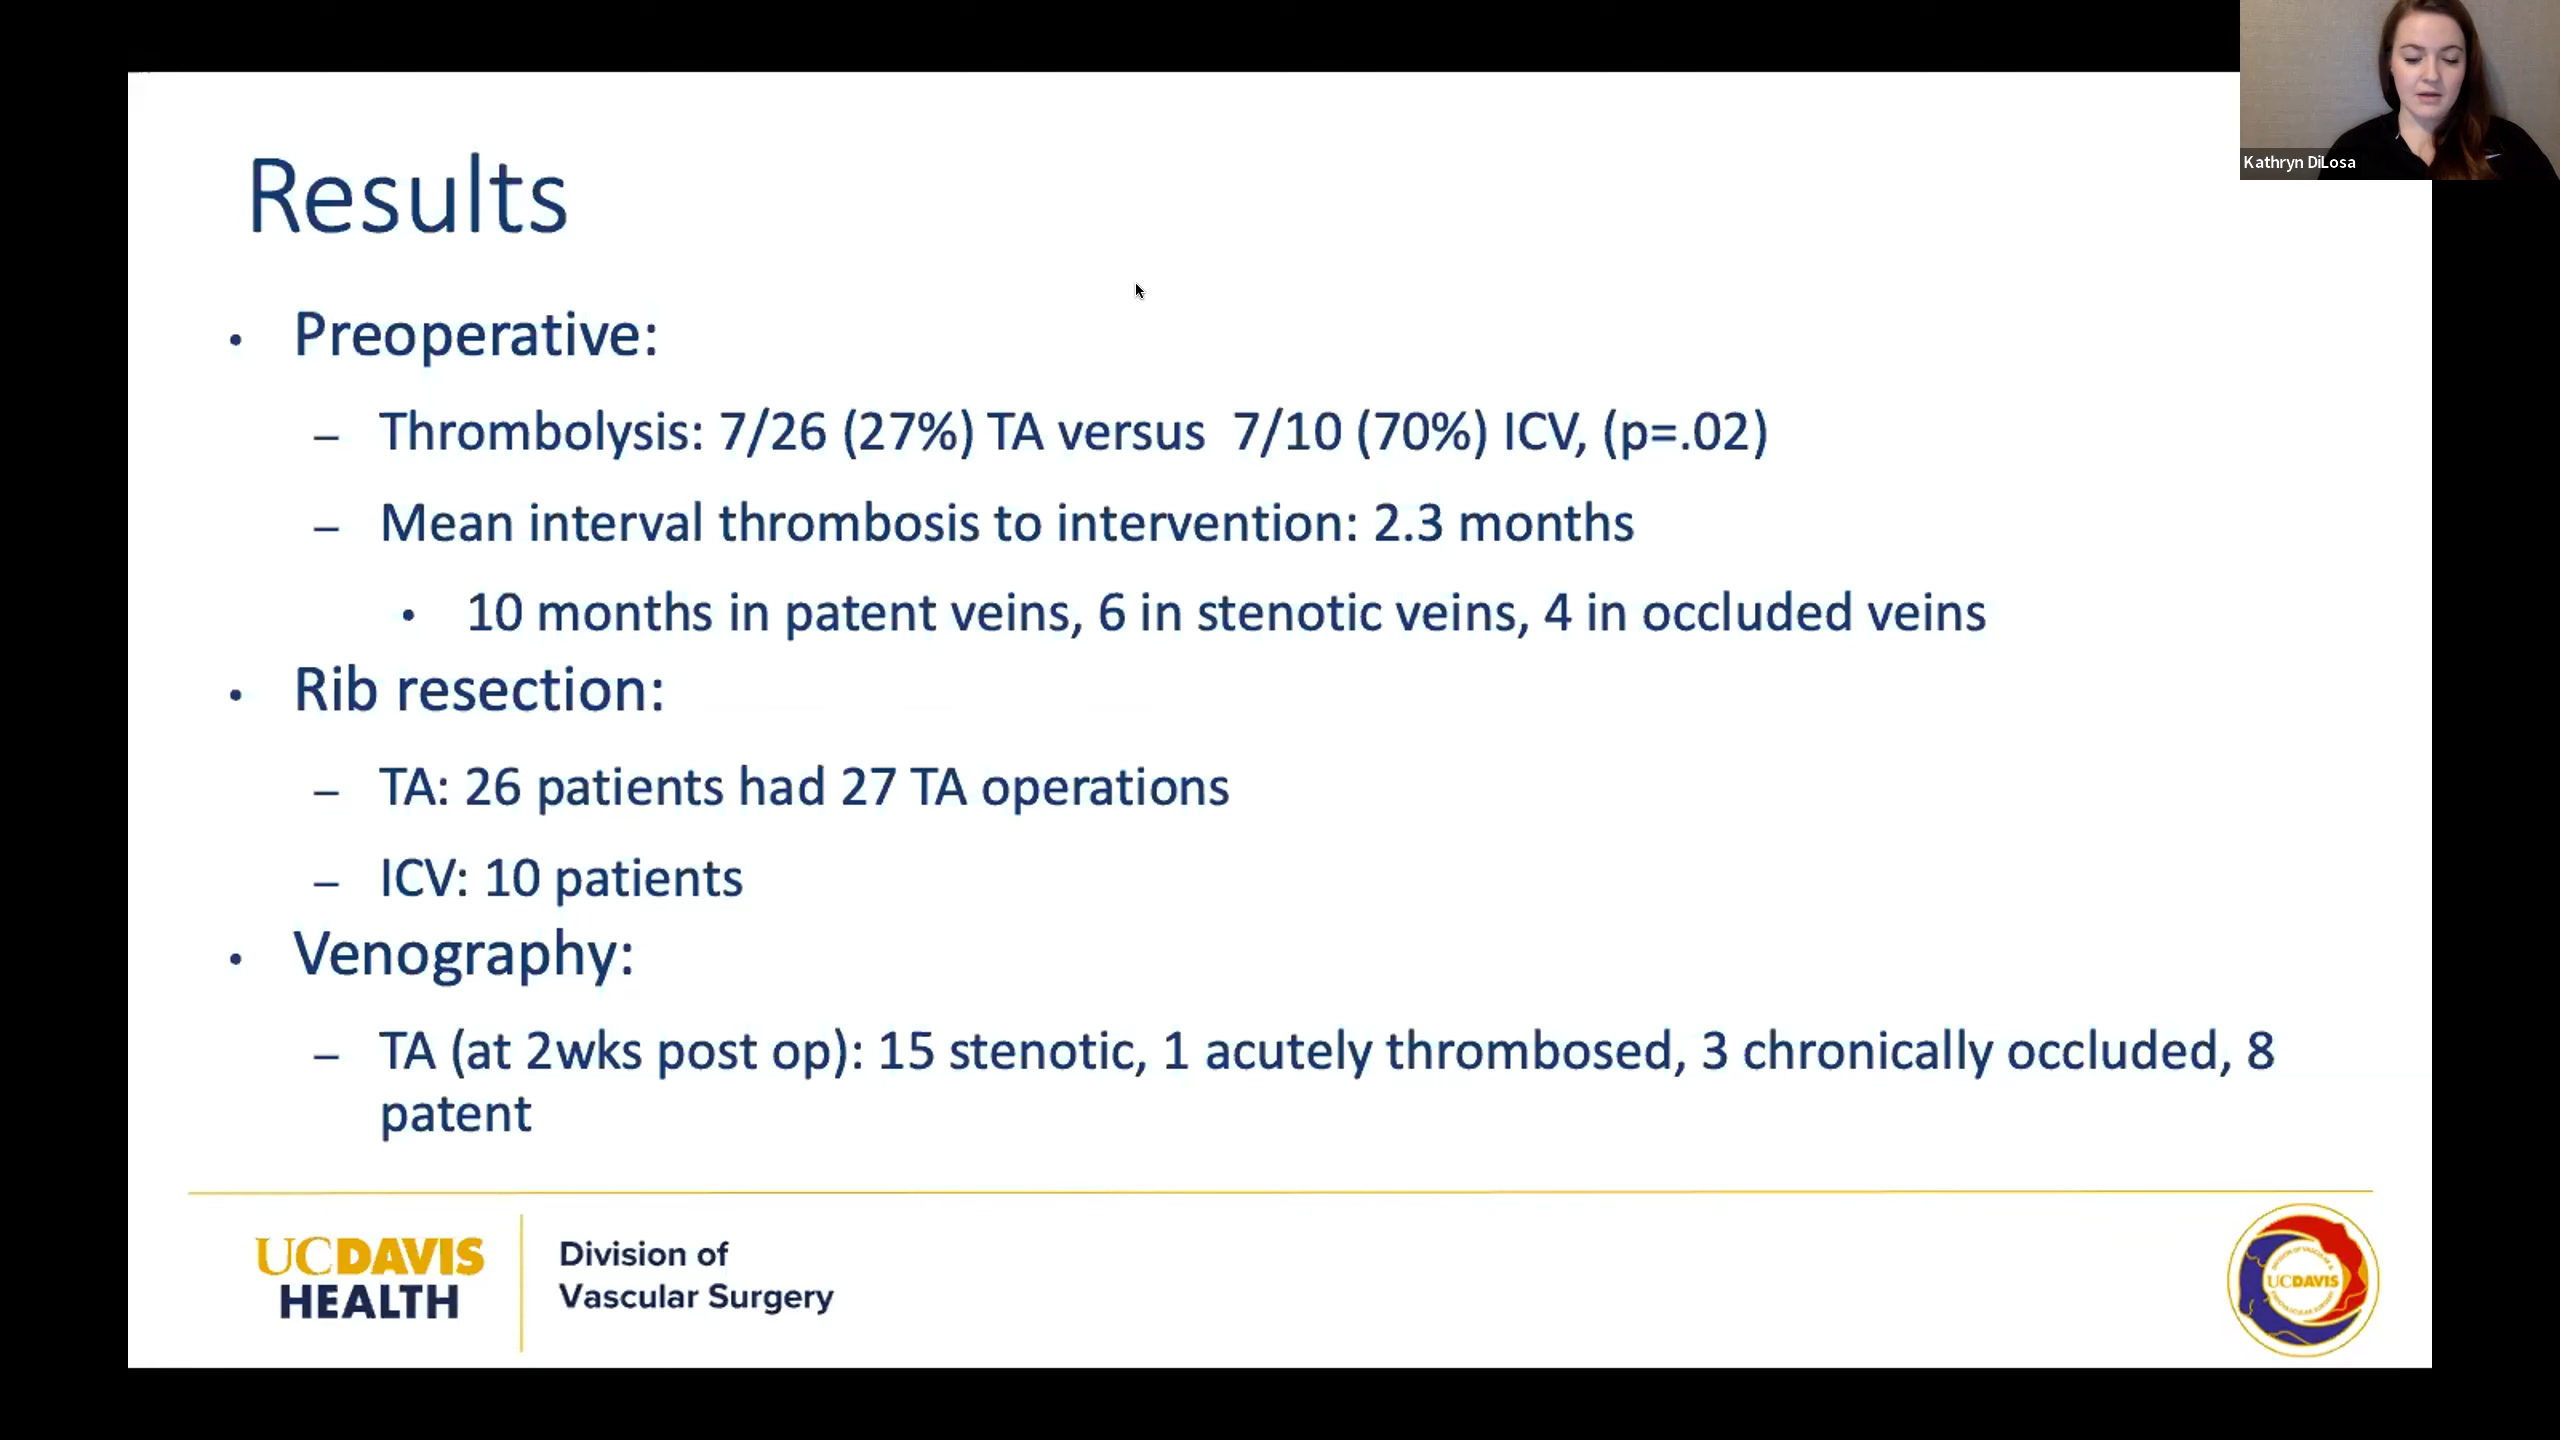 Kathryn DiLosa
Results
• Preoperative:
– Thrombolysis: 7/26 (27%) TA versus 7/10 (70%) ICV, (p=.02)
– Mean interval thrombosis to intervention: 2.3 months
• 10 months in patent veins, 6 in stenotic veins, 4 in occluded veins
• Rib resection:
– TA: 26 patients had 27 TA operations
– ICV: 10 patients
• Venography:
– TA (at 2wks post op): 15 stenotic, 1 acutely thrombosed, 3 chronically occluded, 8
patent
UCDAVIS
HEALTH
Division of
Vascular Surgery
UCDAVIS